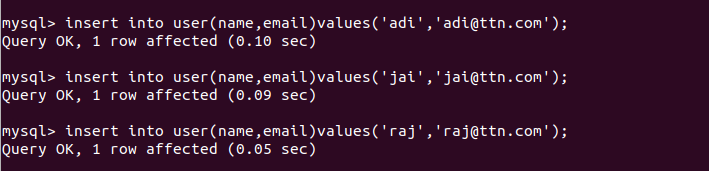 mysql> insert into user(name,email)values('adi','adi@ttn.com');
Query OK, 1 row affected (0.10 sec)
mysql> insert into user(name,email)values('jai','jai@ttn.com');
Query OK, 1 row affected (0.09 sec)
mysql> insert into user(name,email)values('raj','raj@ttn.com');
Query OK, 1 row affected (0.05 sec)